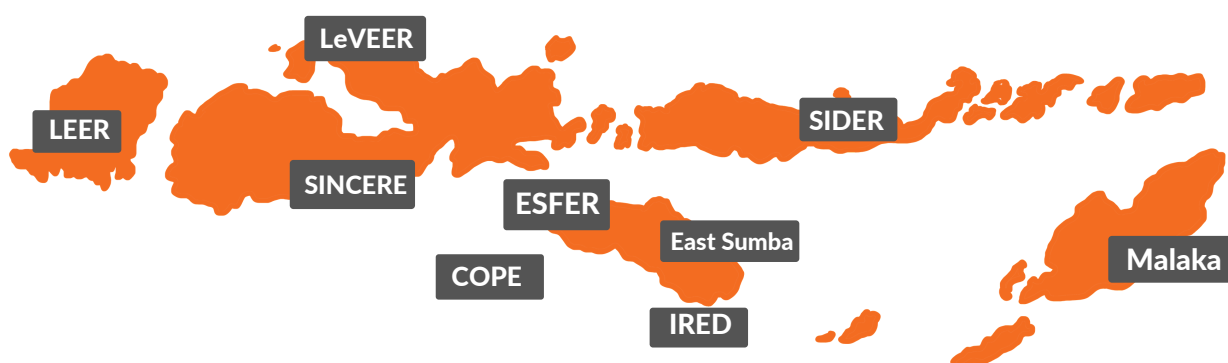 LeVEER
LEER
SIDER
SINCERE
ESFER
East Sumba
Malaka
COPE
IRED